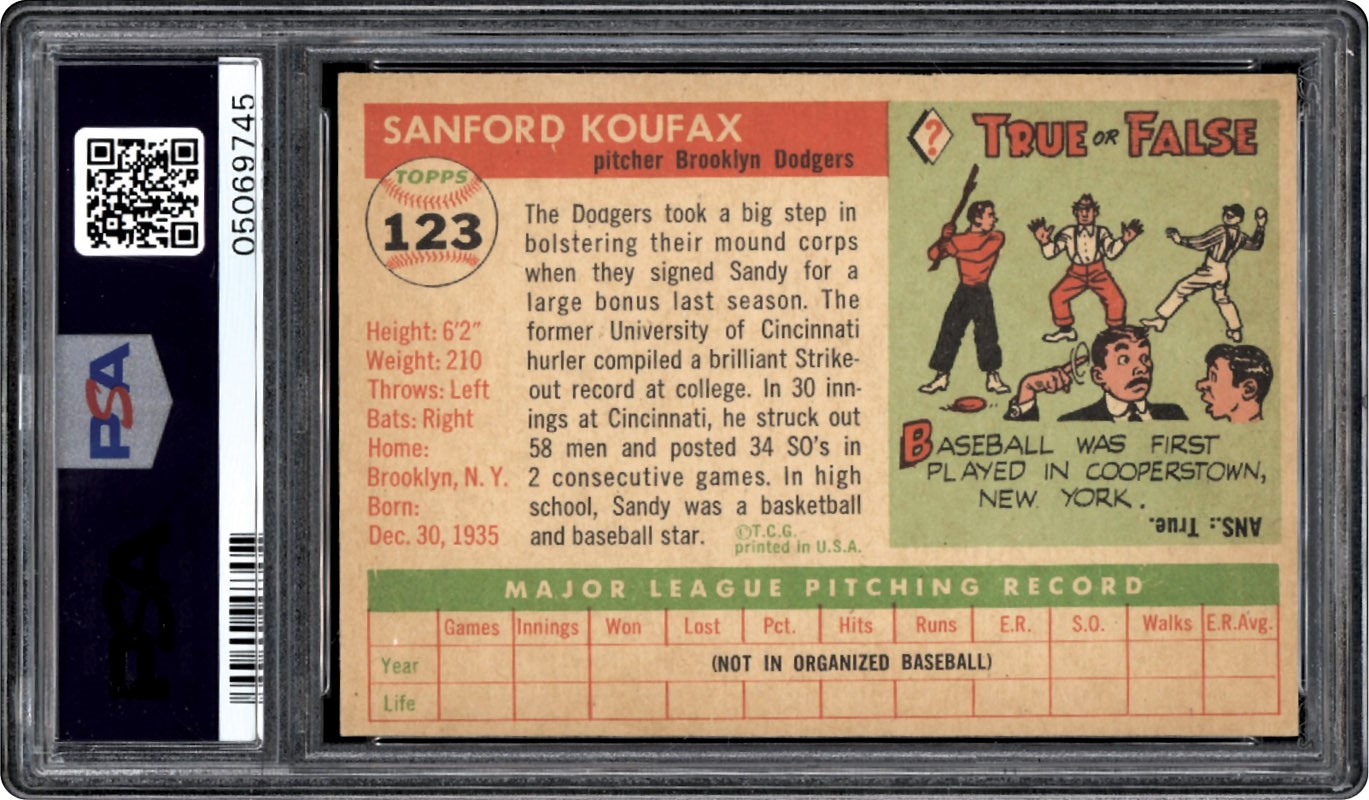 05069745
PSA
PSA
SANFORD KOUFAX
pitcher Brooklyn Dodgers
TOPPS
123
Height: 6'2"
Weight: 210
Throws: Left
Bats: Right
Home:
Brooklyn, N. Y.
Born:
Dec. 30, 1935
The Dodgers took a big step in
bolstering their mound corps
when they signed Sandy for a
large bonus last season. The
former University of Cincinnati
hurler compiled a brilliant Strike-
out record at college. In 30 inn-
ings at Cincinnati, he struck out
58 men and posted 34 SO's in
2 consecutive games. In high
school, Sandy was a basketball
and baseball star.
©T.C.G.
printed in U.S.A.
?
TRUE OR FALSE
BASEBALL WAS FIRST
PLAYED IN COOPERSTOWN,
NEW YORK.
ANS.: True.
MAJOR LEAGUE PITCHING RECORD
Games Innings Won Lost Pct. Hits Runs E.R. S.O. Walks E.R.Avg.
Year (NOT IN ORGANIZED BASEBALL)
Life